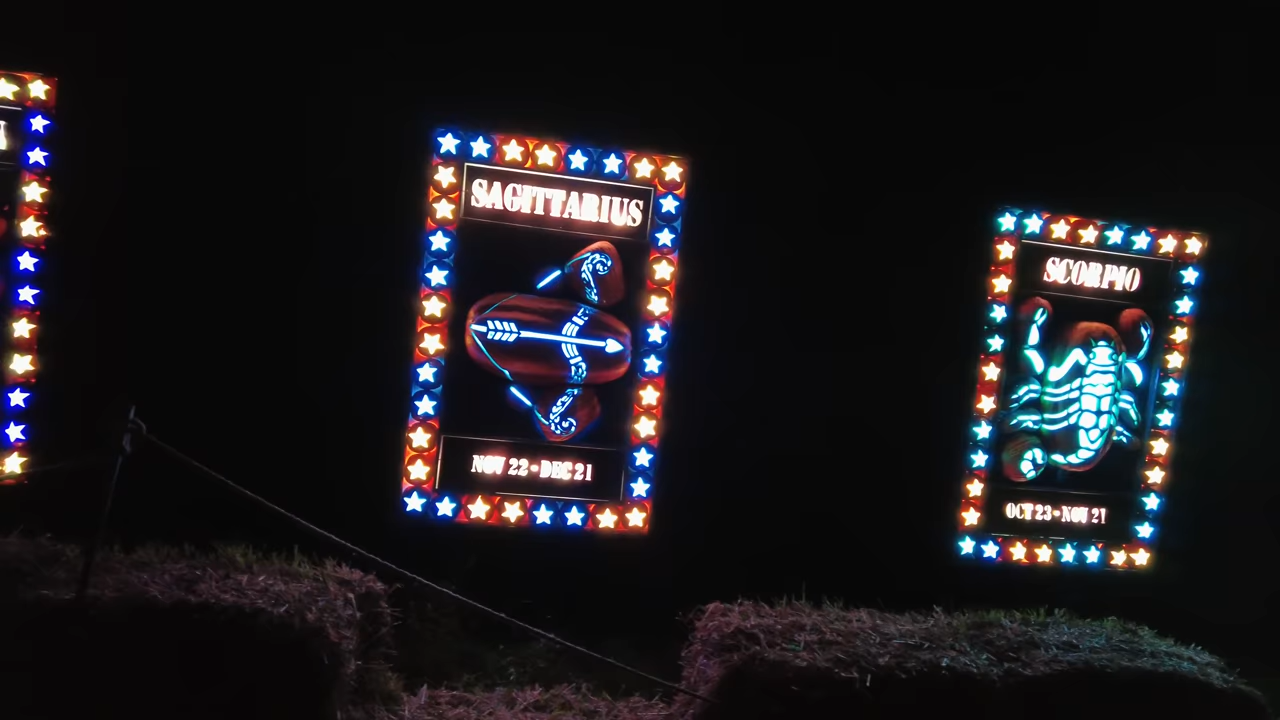 SAGITTARIUS
NOV 22 • DEC 21
SCORPIO
OCT 23 • NOV 21